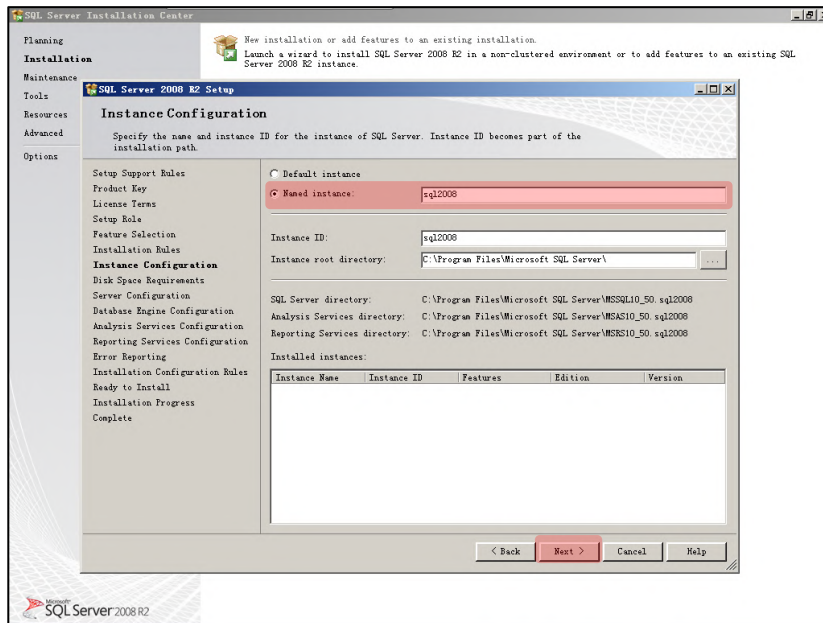 SQL Server Installation Center
Planning
Installation
Maintenance
Tools
Resources
Advanced
Options
New installation or add features to an existing installation.
Launch a wizard to install SQL Server 2008 R2 in a non-clustered environment or to add features to an existing SQL
Server 2008 R2 instance.
SQL Server 2008 R2 Setup
Instance Configuration
Specify the name and instance ID for the instance of SQL Server. Instance ID becomes part of the
installation path.
Setup Support Rules
Product Key
License Terms
Setup Role
Feature Selection
Installation Rules
Instance Configuration
Disk Space Requirements
Server Configuration
Database Engine Configuration
Analysis Services Configuration
Reporting Services Configuration
Error Reporting
Installation Configuration Rules
Ready to Install
Installation Progress
Complete
Default instance
Named instance: sql2008
Instance ID: sql2008
Instance root directory: C:\Program Files\Microsoft SQL Server\ ...
SQL Server directory: C:\Program Files\Microsoft SQL Server\MSSQL10_50.sql2008
Analysis Services directory: C:\Program Files\Microsoft SQL Server\MSAS10_50.sql2008
Reporting Services directory: C:\Program Files\Microsoft SQL Server\MSRS10_50.sql2008
Installed instances:
Instance Name Instance ID Features Edition Version
< Back Next > Cancel Help
Microsoft
SQL Server 2008 R2